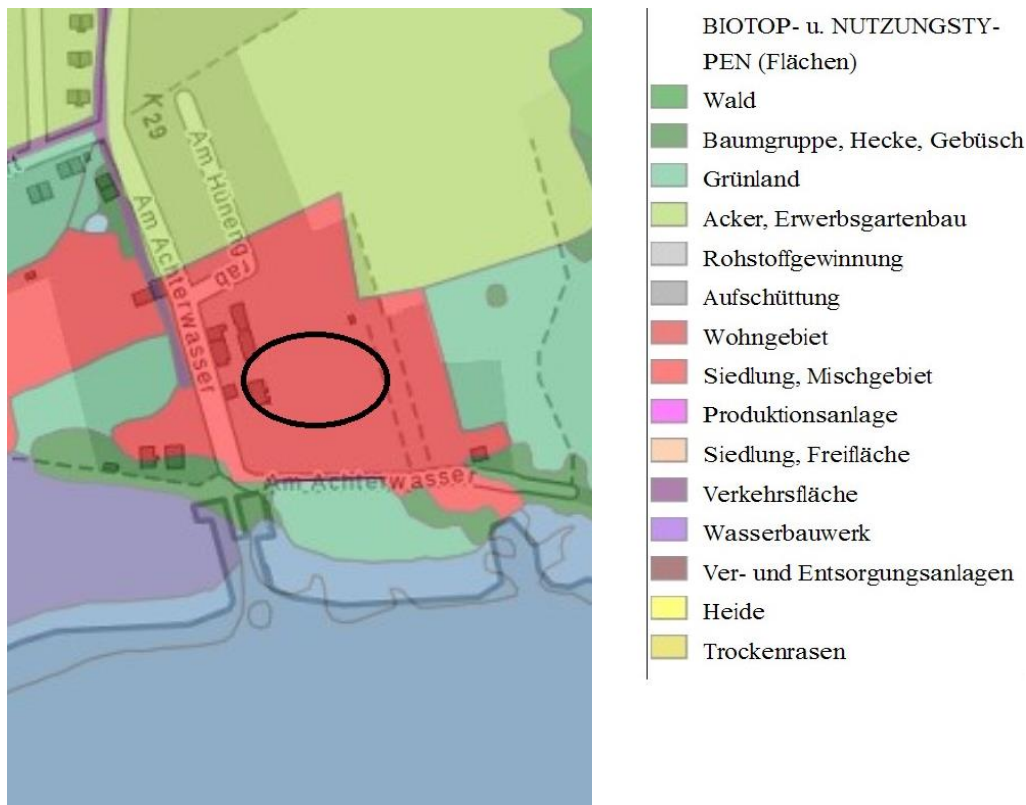 K 29
Am Hünengrab
Am Achterwasser
Am Achterwasser
BIOTOP- u. NUTZUNGSTY-
PEN (Flächen)
Wald
Baumgruppe, Hecke, Gebüsch
Grünland
Acker, Erwerbsgartenbau
Rohstoffgewinnung
Aufschüttung
Wohngebiet
Siedlung, Mischgebiet
Produktionsanlage
Siedlung, Freifläche
Verkehrsfläche
Wasserbauwerk
Ver- und Entsorgungsanlagen
Heide
Trockenrasen